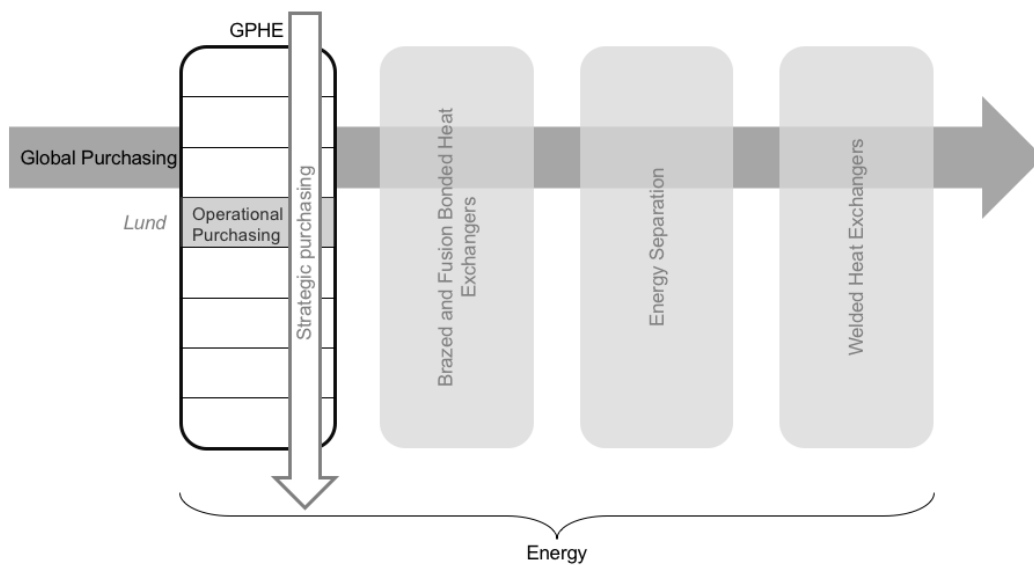 GPHE
Global Purchasing
Lund
Operational
Purchasing
Strategic purchasing
Brazed and Fusion Bonded Heat
Exchangers
Energy Separation
Welded Heat Exchangers
Energy